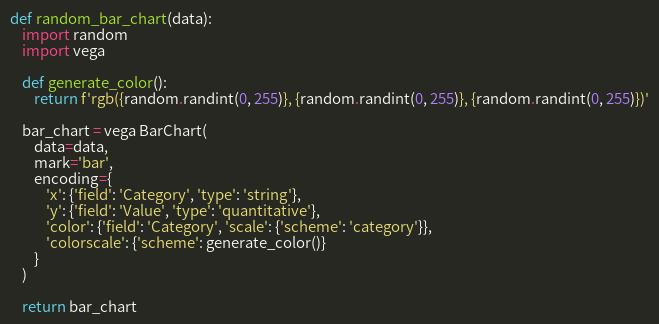 def random_bar_chart(data):
    import random
    import vega

    def generate_color():
        return f'rgb({random.randint(0, 255)}, {random.randint(0, 255)}, {random.randint(0, 255)})'

    bar_chart = vega BarChart(
        data=data,
        mark='bar',
        encoding={
            'x': {'field': 'Category', 'type': 'string'},
            'y': {'field': 'Value', 'type': 'quantitative'},
            'color': {'field': 'Category', 'scale': {'scheme': 'category'}},
            'colorscale': {'scheme': generate_color()}
        }
    )

    return bar_chart